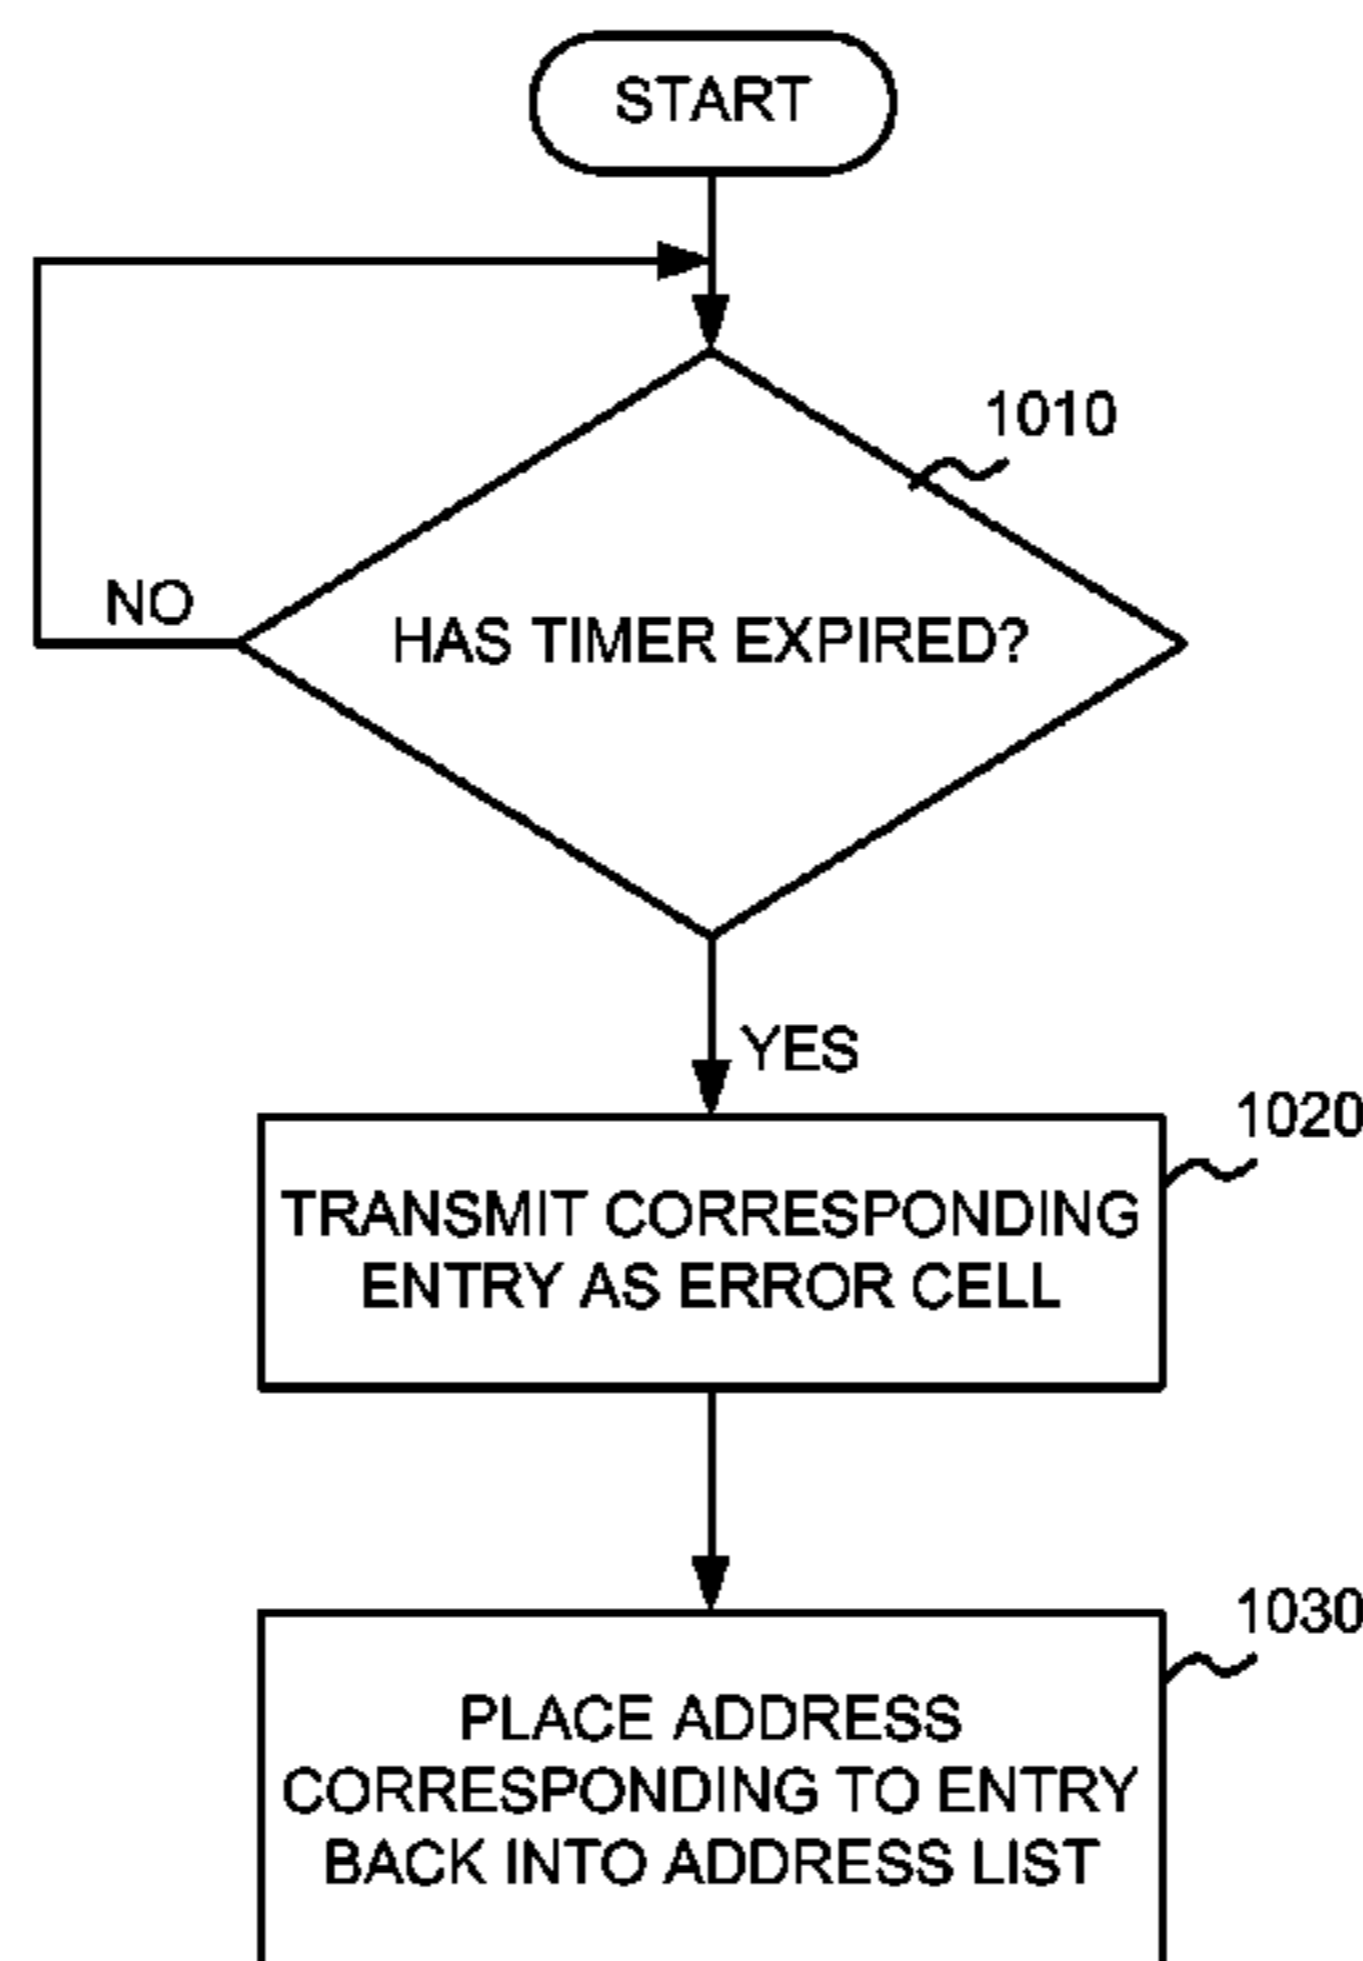 START
1010
NO
HAS TIMER EXPIRED?
YES
1020
TRANSMIT CORRESPONDING
ENTRY AS ERROR CELL
1030
PLACE ADDRESS
CORRESPONDING TO ENTRY
BACK INTO ADDRESS LIST